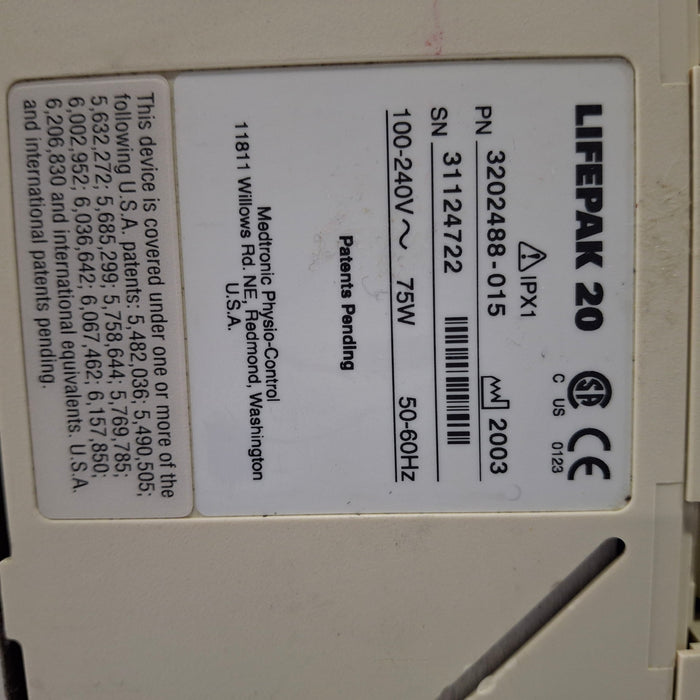 LIFEPAK 20
CE
C US
0123
IPX1
PN 3202488-015 2003
SN 31124722
100-240V~ 75W 50-60Hz
Patents Pending
Medtronic Physio-Control
11811 Willows Rd. NE, Redmond, Washington
U.S.A.
This device is covered under one or more of the
following U.S.A. patents: 5,482,036; 5,490,505;
5,632,272; 5,685,299; 5,758,644; 5,769,785;
6,002,952; 6,036,642; 6,067,462; 6,157,850;
6,206,830 and international equivalents. U.S.A.
and international patents pending.